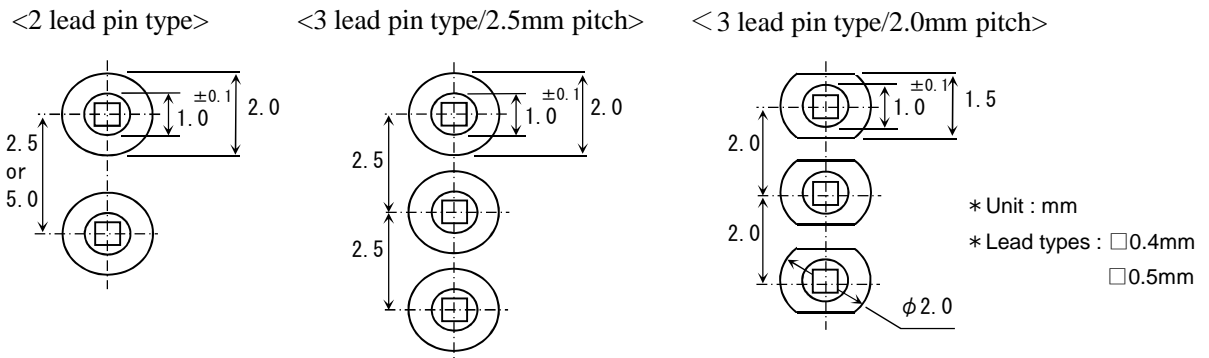 <2 lead pin type>
<3 lead pin type/2.5mm pitch>
＜3 lead pin type/2.0mm pitch>
2.5
or
5.0
1.0 ±0.1
2.0
2.5
2.5
1.0 ±0.1
2.0
2.0
2.0
1.0 ±0.1
1.5
φ2.0
＊Unit : mm
＊Lead types : □0.4mm
□0.5mm